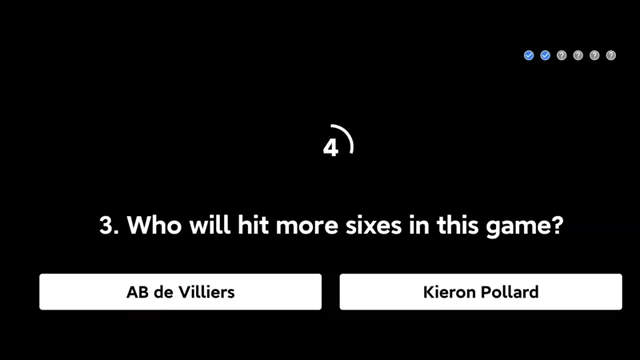 4
3. Who will hit more sixes in this game?
AB de Villiers
Kieron Pollard